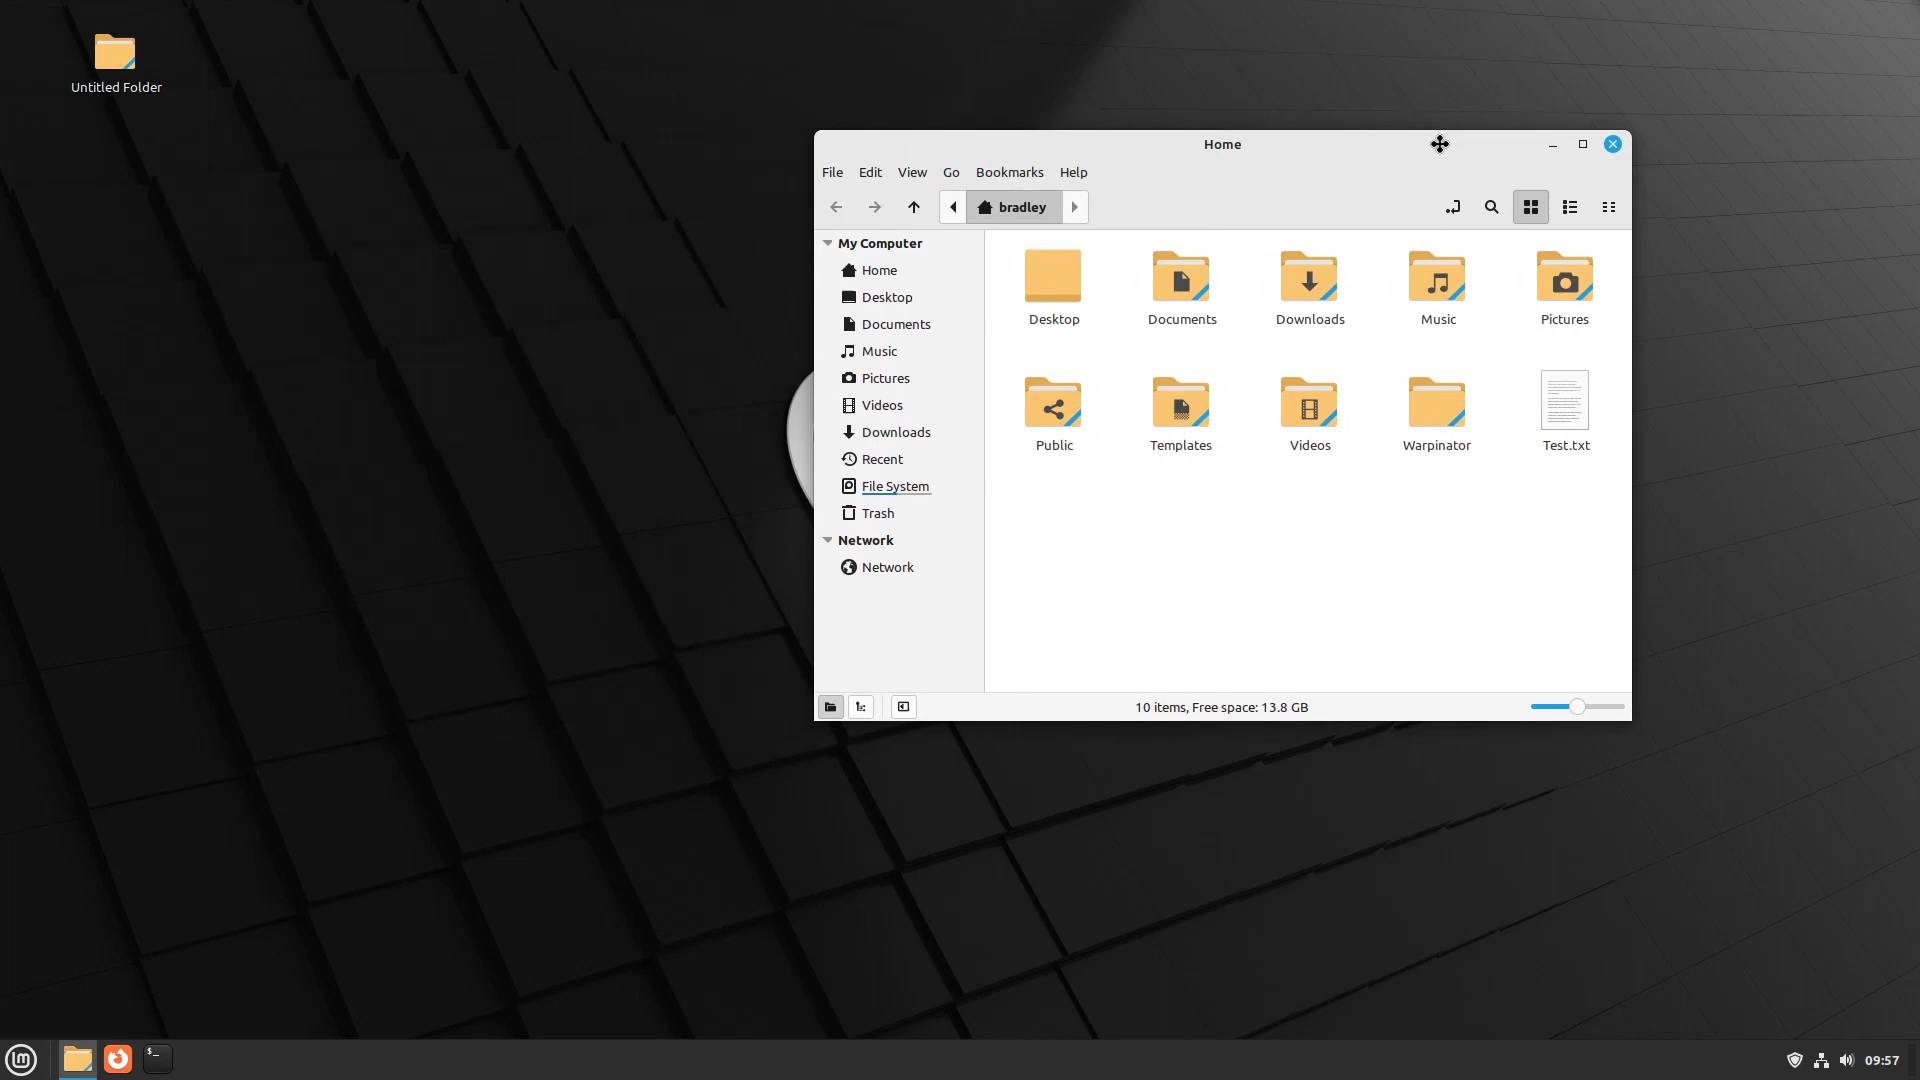 Untitled Folder
Home
File Edit View Go Bookmarks Help
bradley
My Computer
Home
Desktop
Documents
Music
Pictures
Videos
Downloads
Recent
File System
Trash
Network
Network
Desktop Documents Downloads Music Pictures
Public Templates Videos Warpinator Test.txt
10 items, Free space: 13.8 GB
$_
09:57